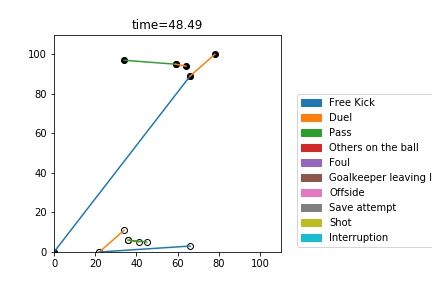 time=48.49
100
80
60
40
20
0
0 20 40 60 80 100
Free Kick
Duel
Pass
Others on the ball
Foul
Goalkeeper leaving l
Offside
Save attempt
Shot
Interruption